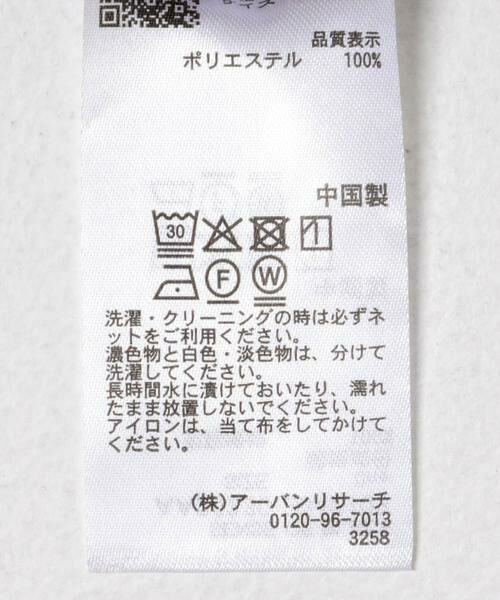 品質表示
ポリエステル 100%
中国製
30
F W
洗濯・クリーニングの時は必ずネ
ットをご利用ください。
濃色物と白色・淡色物は、分けて
洗濯してください。
長時間水に漬けておいたり、濡れ
たまま放置しないでください。
アイロンは、当て布をしてかけて
ください。
(株)アーバンリサーチ
0120-96-7013
3258